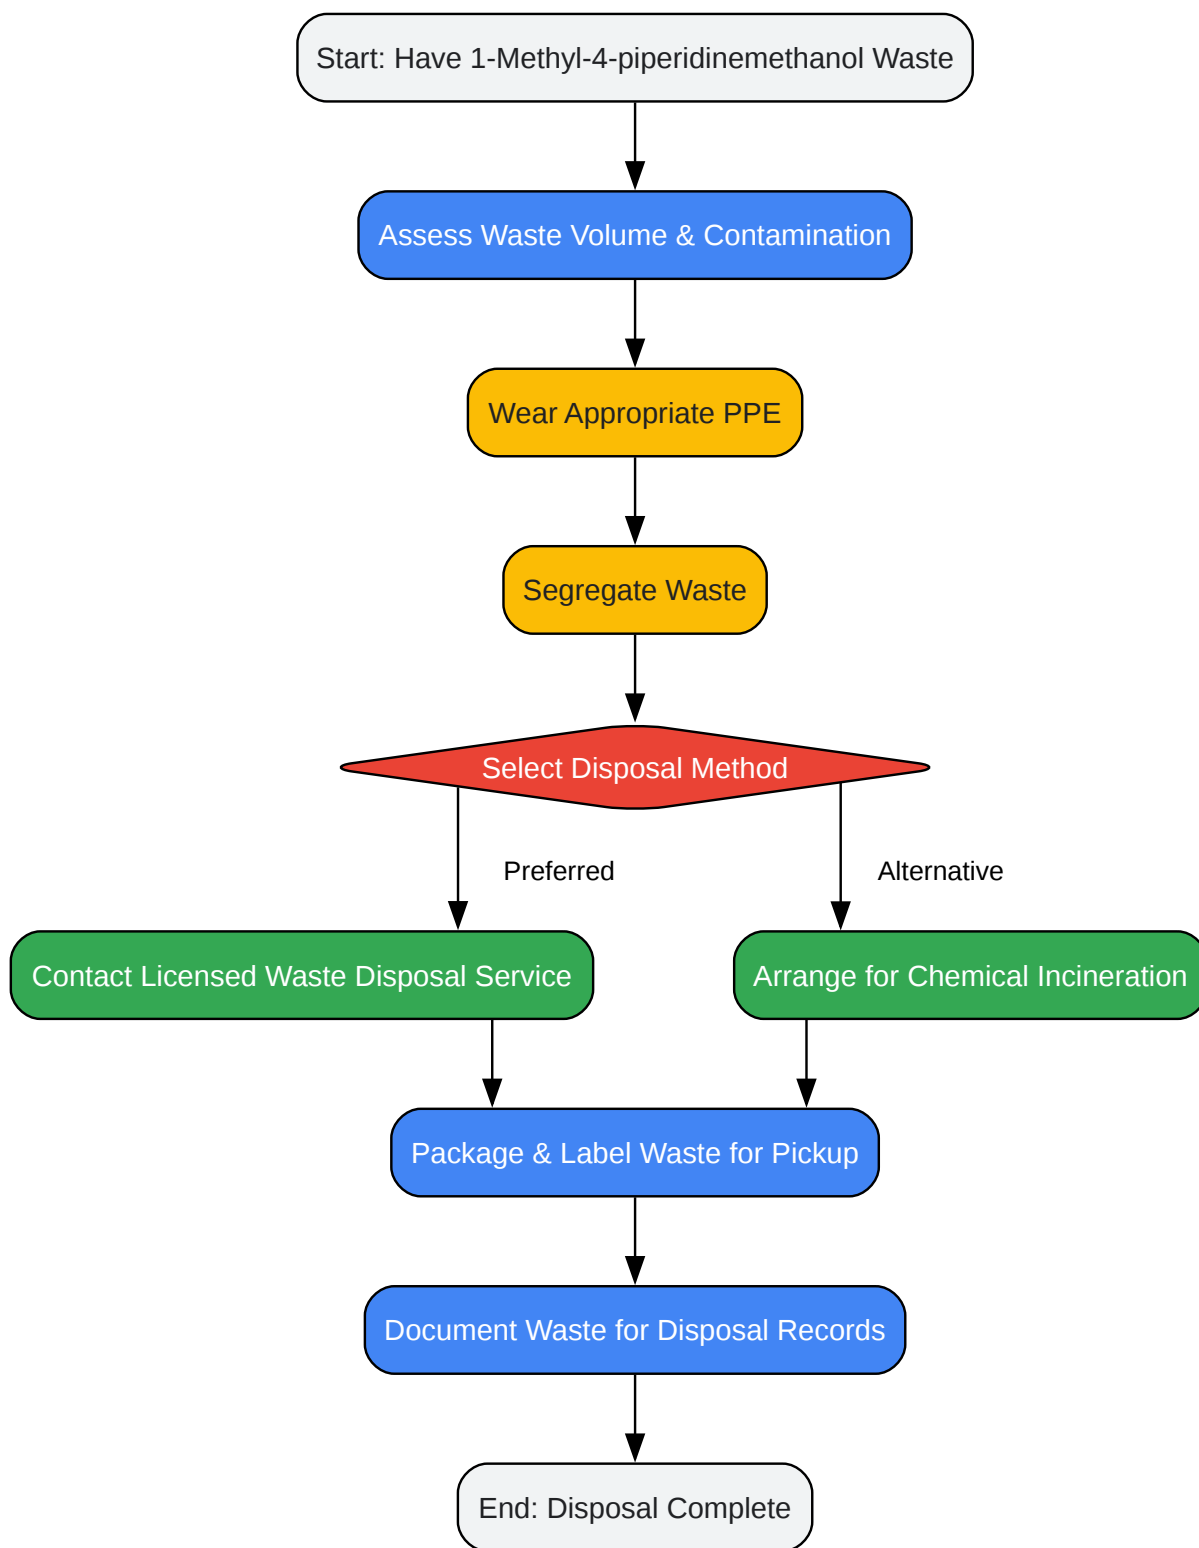 Start: Have 1-Methyl-4-piperidinemethanol Waste
Assess Waste Volume & Contamination
Wear Appropriate PPE
Segregate Waste
Select Disposal Method
Preferred
Alternative
Contact Licensed Waste Disposal Service
Arrange for Chemical Incineration
Package & Label Waste for Pickup
Document Waste for Disposal Records
End: Disposal Complete